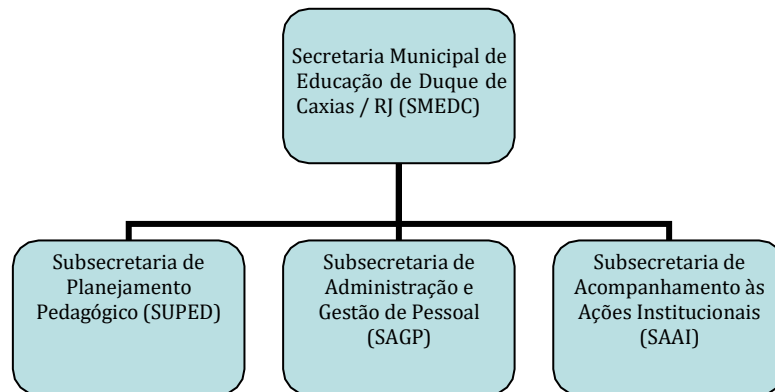 Secretaria Municipal de
Educação de Duque de
Caxias / RJ (SMEDC)
Subsecretaria de
Planejamento
Pedagógico (SUPED)
Subsecretaria de
Administração e
Gestão de Pessoal
(SAGP)
Subsecretaria de
Acompanhamento às
Ações Institucionais
(SAAI)